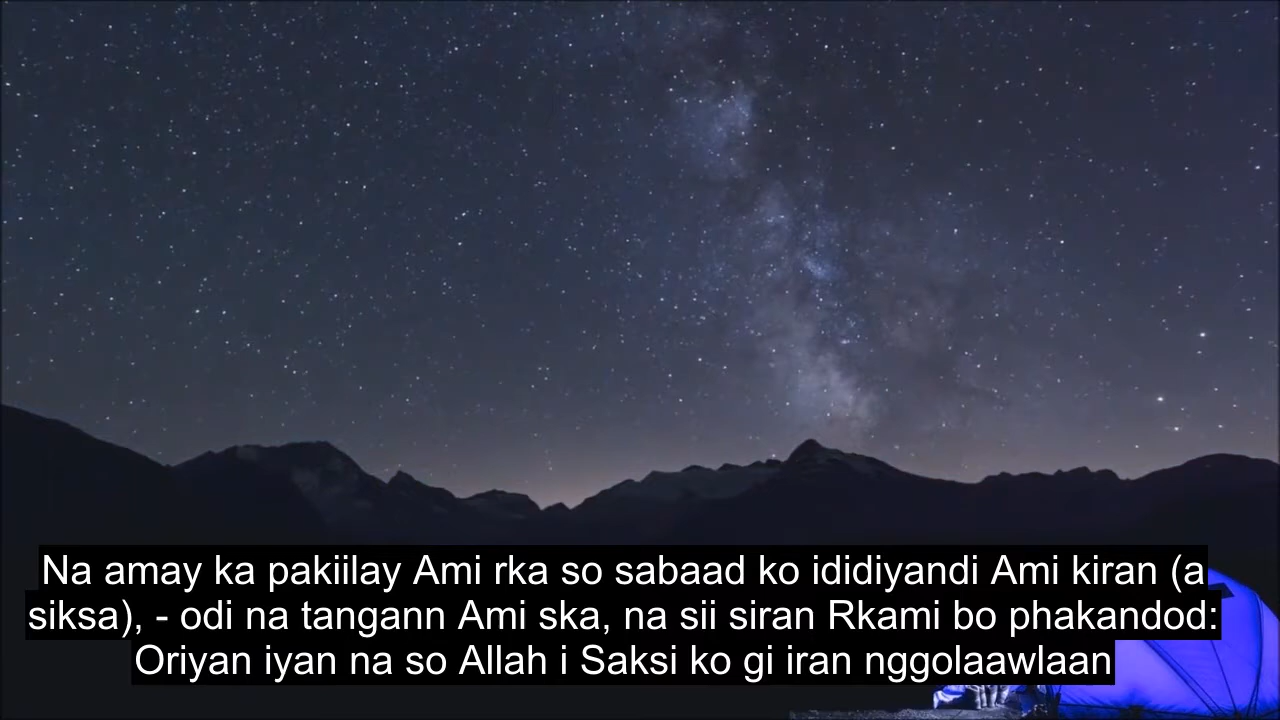 Na amay ka pakiilay Ami rka so sabaad ko ididiyandi Ami kiran (a
siksa), - odi na tangann Ami ska, na sii siran Rkami bo phakandod:
Oriyan iyan na so Allah i Saksi ko gi iran nggolaawlaan